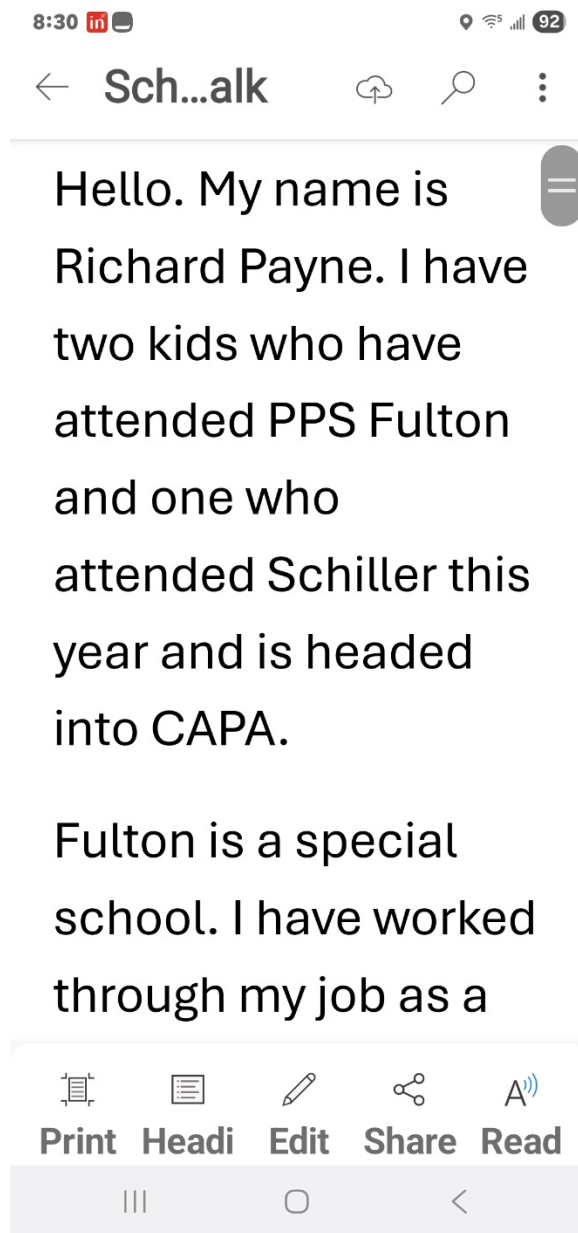 8:30 in 92
Sch...alk
Hello. My name is
Richard Payne. I have
two kids who have
attended PPS Fulton
and one who
attended Schiller this
year and is headed
into CAPA.
Fulton is a special
school. I have worked
through my job as a
Print Headi Edit Share Read